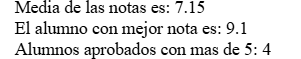 Media de las notas es: 7.15
El alumno con mejor nota es: 9.1
Alumnos aprobados con mas de 5: 4